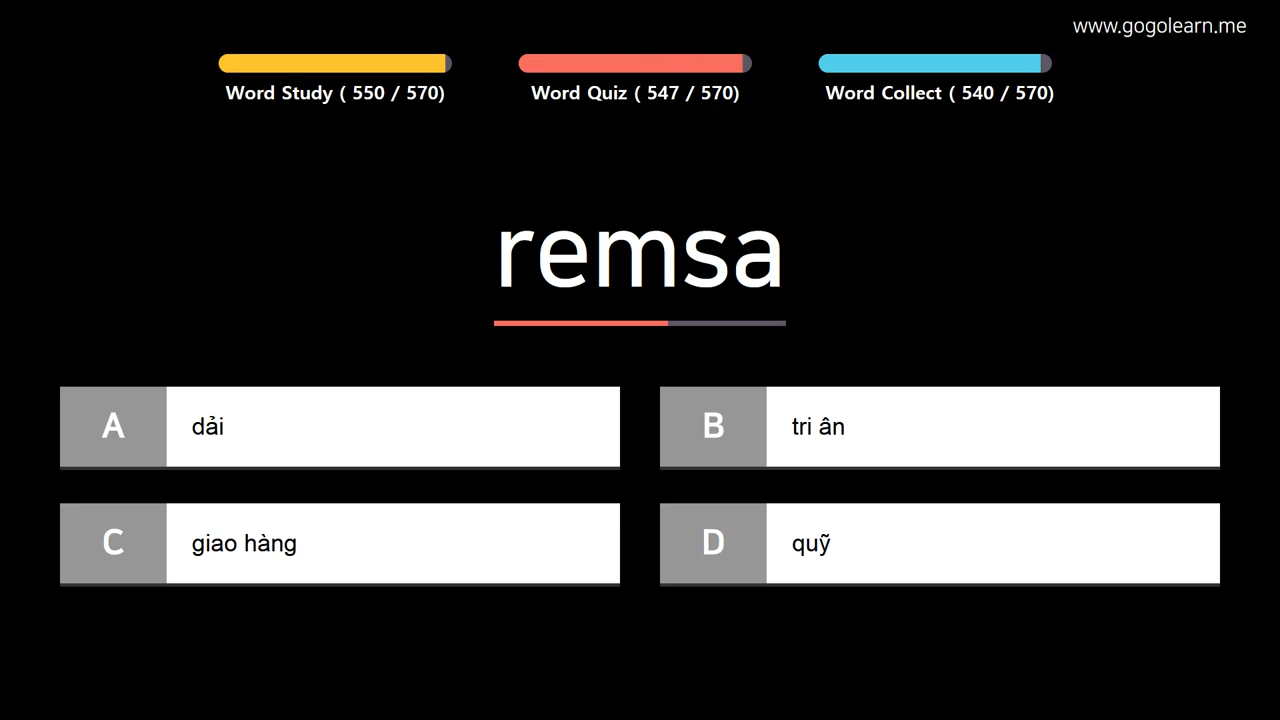 www.gogolearn.me
Word Study ( 550 / 570)
Word Quiz ( 547 / 570)
Word Collect ( 540 / 570)
remsa
A dải
B tri ân
C giao hàng
D quỹ